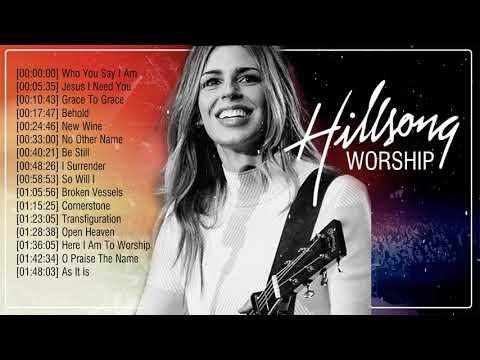 [00:00:00] Who You Say I Am
[00:05:35] Jesus I Need You
[00:10:43] Grace To Grace
[00:17:47] Behold
[00:24:46] New Wine
[00:33:00] No Other Name
[00:40:21] Be Still
[00:48:26] I Surrender
[00:58:53] So Will I
[01:05:56] Broken Vessels
[01:15:25] Cornerstone
[01:23:05] Transfiguration
[01:28:38] Open Heaven
[01:36:05] Here I Am To Worship
[01:42:34] O Praise The Name
[01:48:03] As It is
Hillsong
WORSHIP